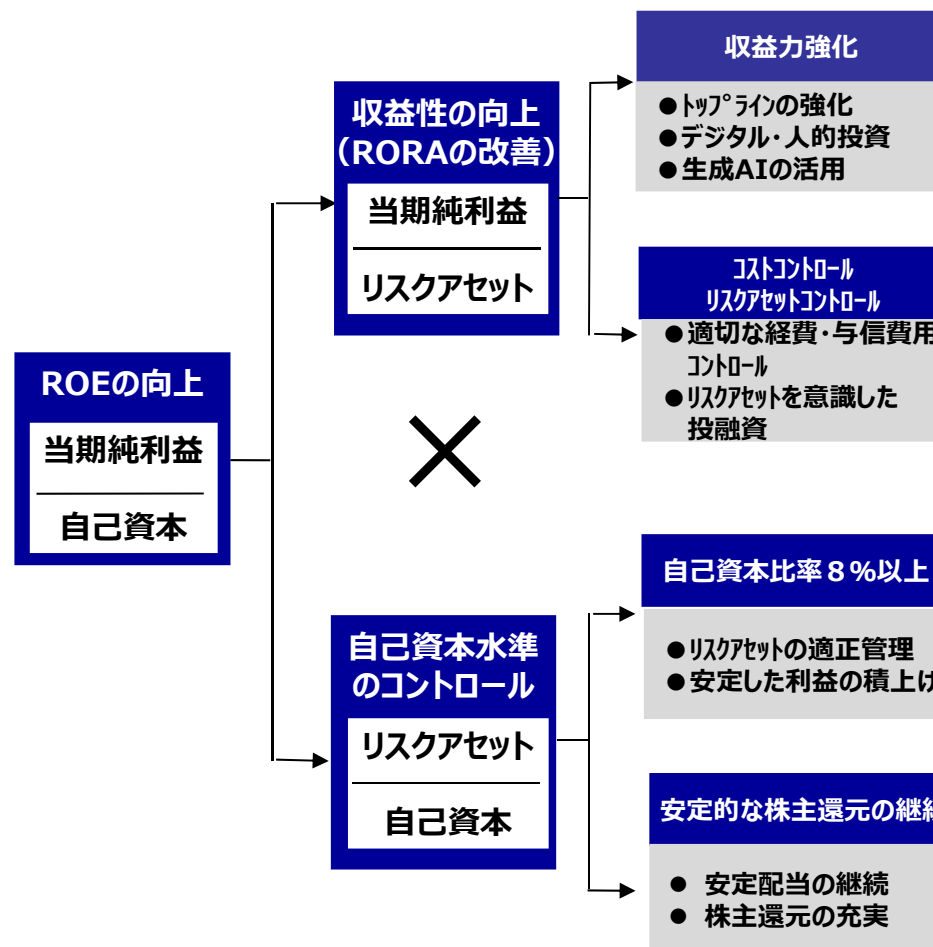 ROEの向上
当期純利益
自己資本
収益性の向上
（RORAの改善）
当期純利益
リスクアセット
×
自己資本水準
のコントロール
リスクアセット
自己資本
収益力強化
●ﾄｯﾌﾟﾗｲﾝの強化
●デジタル・人的投資
●生成AIの活用
ｺｽﾄｺﾝﾄﾛｰﾙ
ﾘｽｸｱｾｯﾄｺﾝﾄﾛｰﾙ
●適切な経費・与信費用
ｺﾝﾄﾛｰﾙ
●ﾘｽｸｱｾｯﾄを意識した
投融資
自己資本比率８％以上
●ﾘｽｸｱｾｯﾄの適正管理
●安定した利益の積上げ
安定的な株主還元の継続
● 安定配当の継続
● 株主還元の充実